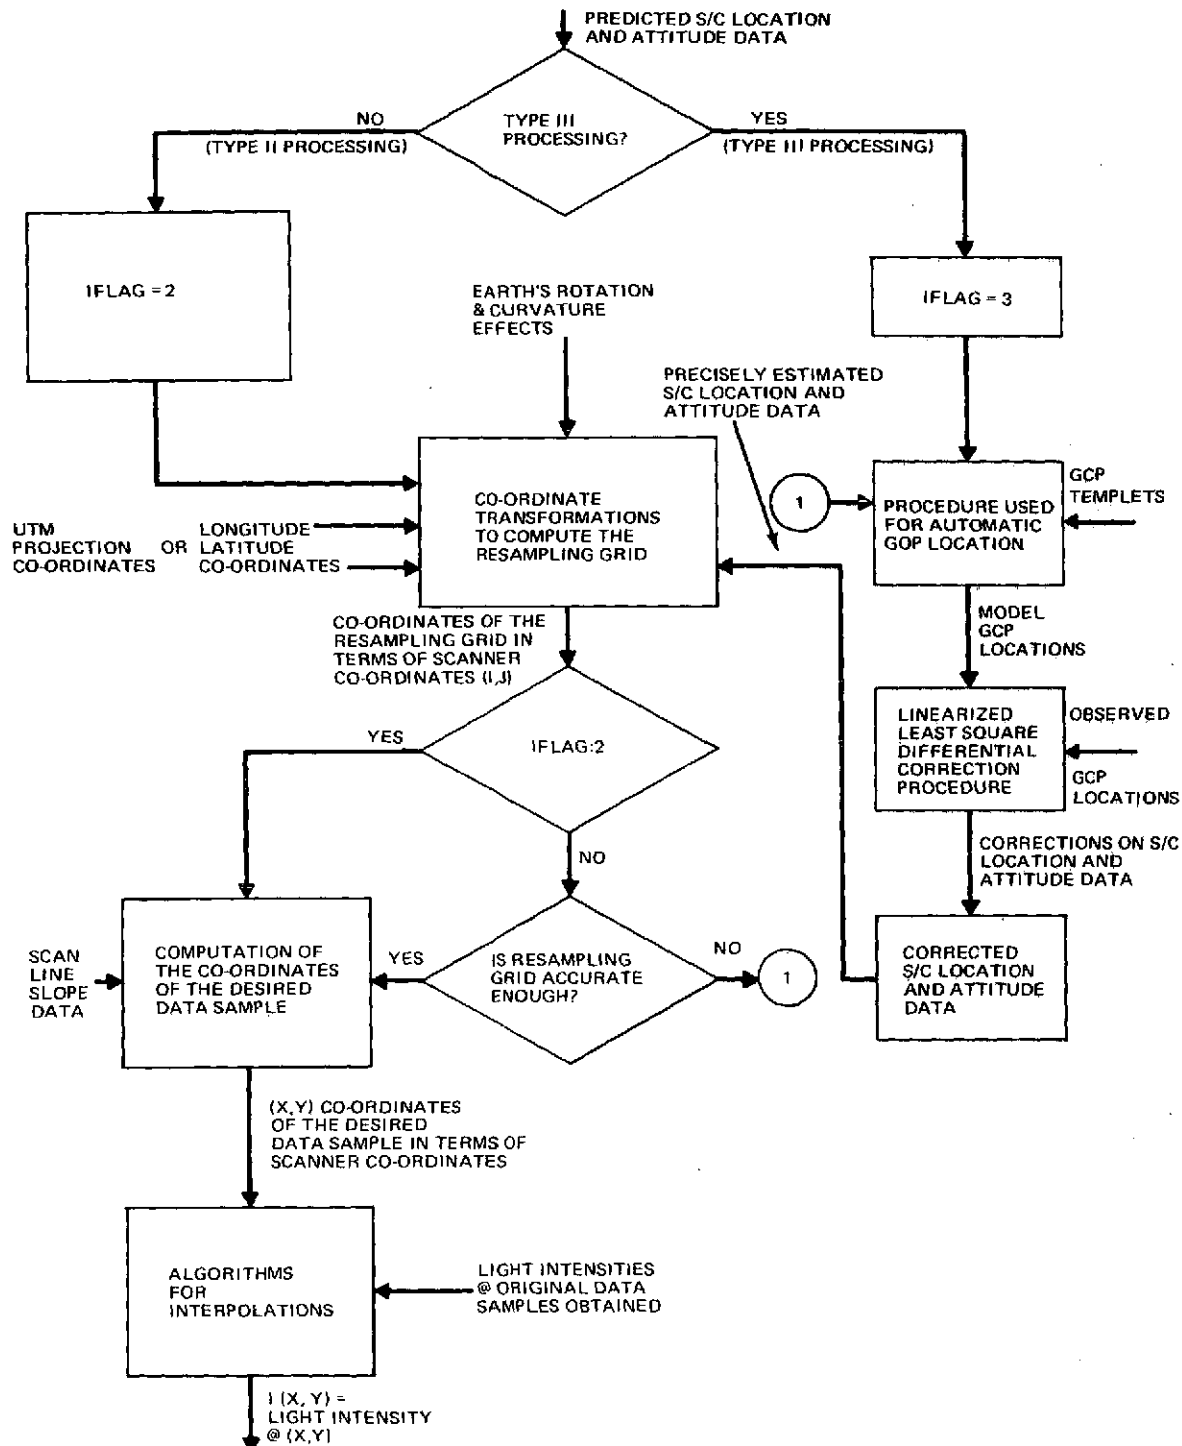 PREDICTED S/C LOCATION
AND ATTITUDE DATA
TYPE III
PROCESSING?
NO
(TYPE II PROCESSING)
YES
(TYPE III PROCESSING)
IFLAG = 2
IFLAG = 3
EARTH'S ROTATION
& CURVATURE
EFFECTS
PRECISELY ESTIMATED
S/C LOCATION AND
ATTITUDE DATA
CO-ORDINATE
TRANSFORMATIONS
TO COMPUTE THE
RESAMPLING GRID
1
PROCEDURE USED
FOR AUTOMATIC
GOP LOCATION
GCP
TEMPLETS
UTM
PROJECTION
CO-ORDINATES
OR
LONGITUDE
LATITUDE
CO-ORDINATES
CO-ORDINATES OF THE
RESAMPLING GRID IN
TERMS OF SCANNER
CO-ORDINATES (I,J)
MODEL
GCP
LOCATIONS
YES
IFLAG:2
NO
LINEARIZED
LEAST SQUARE
DIFFERENTIAL
CORRECTION
PROCEDURE
OBSERVED
GCP
LOCATIONS
CORRECTIONS ON S/C
LOCATION AND
ATTITUDE DATA
SCAN
LINE
SLOPE
DATA
COMPUTATION OF
THE CO-ORDINATES
OF THE DESIRED
DATA SAMPLE
YES
IS RESAMPLING
GRID ACCURATE
ENOUGH?
NO
1
CORRECTED
S/C LOCATION
AND ATTITUDE
DATA
(X,Y) CO-ORDINATES
OF THE DESIRED
DATA SAMPLE IN TERMS OF
SCANNER CO-ORDINATES
ALGORITHMS
FOR
INTERPOLATIONS
LIGHT INTENSITIES
@ ORIGINAL DATA
SAMPLES OBTAINED
I (X, Y) =
LIGHT INTENSITY
@ (X,Y)